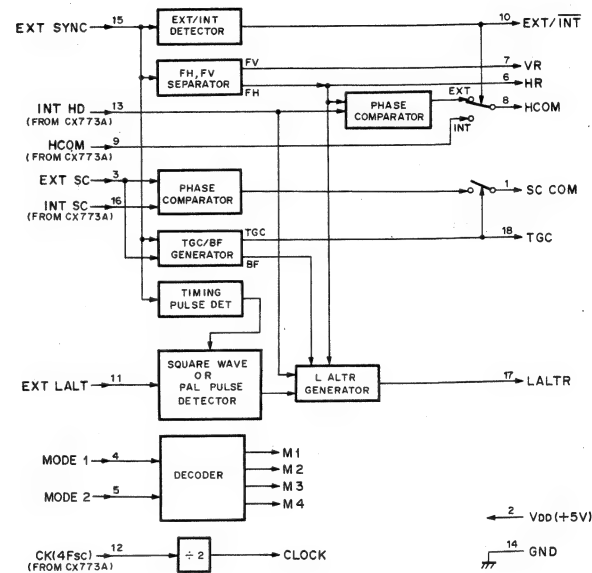 EXT SYNC 15
EXT/INT
DETECTOR
10 EXT/INT
FH, FV
SEPARATOR
FV
FH
7 VR
6 HR
INT HD 13
(FROM CX773A)
PHASE
COMPARATOR
EXT
INT
8 HCOM
HCOM 9
(FROM CX773A)
EXT SC 3
INT SC 16
(FROM CX773A)
PHASE
COMPARATOR
1 SC COM
TGC/BF
GENERATOR
TGC
BF
18 TGC
TIMING
PULSE DET
EXT LALT 11
SQUARE WAVE
OR
PAL PULSE
DETECTOR
L ALTR
GENERATOR
17 LALTR
MODE 1 4
MODE 2 5
DECODER
M1
M2
M3
M4
2 VDD (+5V)
CK(4FSC) 12
(FROM CX773A)
÷ 2
CLOCK
14 GND